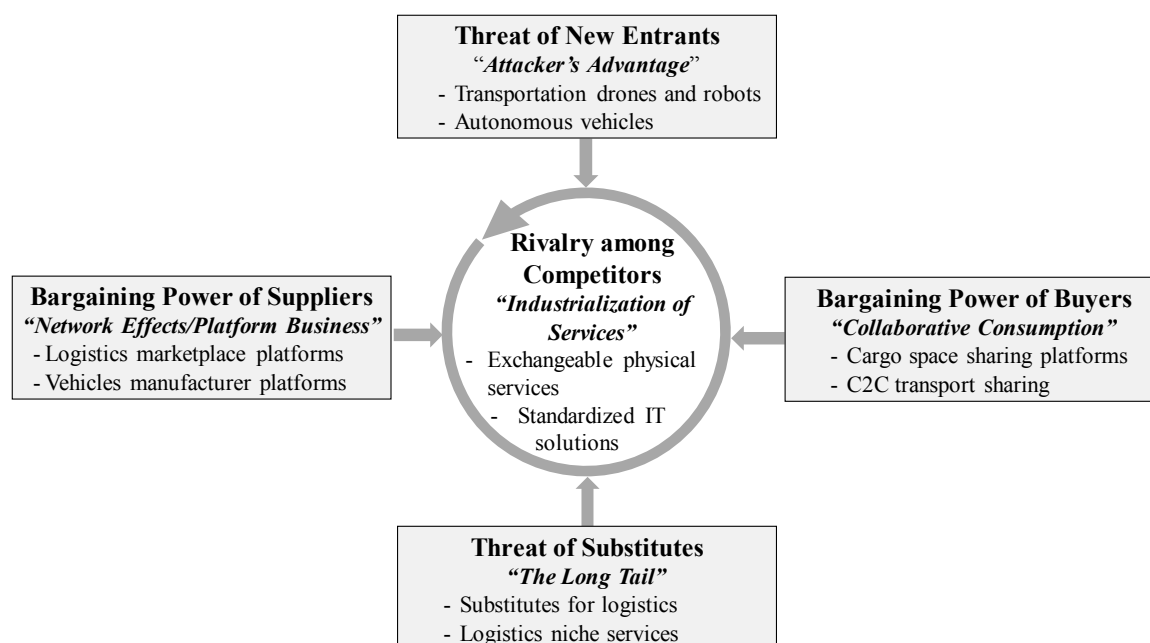 Threat of New Entrants
“Attacker’s Advantage”
- Transportation drones and robots
- Autonomous vehicles
Rivalry among
Competitors
“Industrialization of
Services”
- Exchangeable physical
services
- Standardized IT
solutions
Bargaining Power of Suppliers
“Network Effects/Platform Business”
- Logistics marketplace platforms
- Vehicles manufacturer platforms
Bargaining Power of Buyers
“Collaborative Consumption”
- Cargo space sharing platforms
- C2C transport sharing
Threat of Substitutes
“The Long Tail”
- Substitutes for logistics
- Logistics niche services